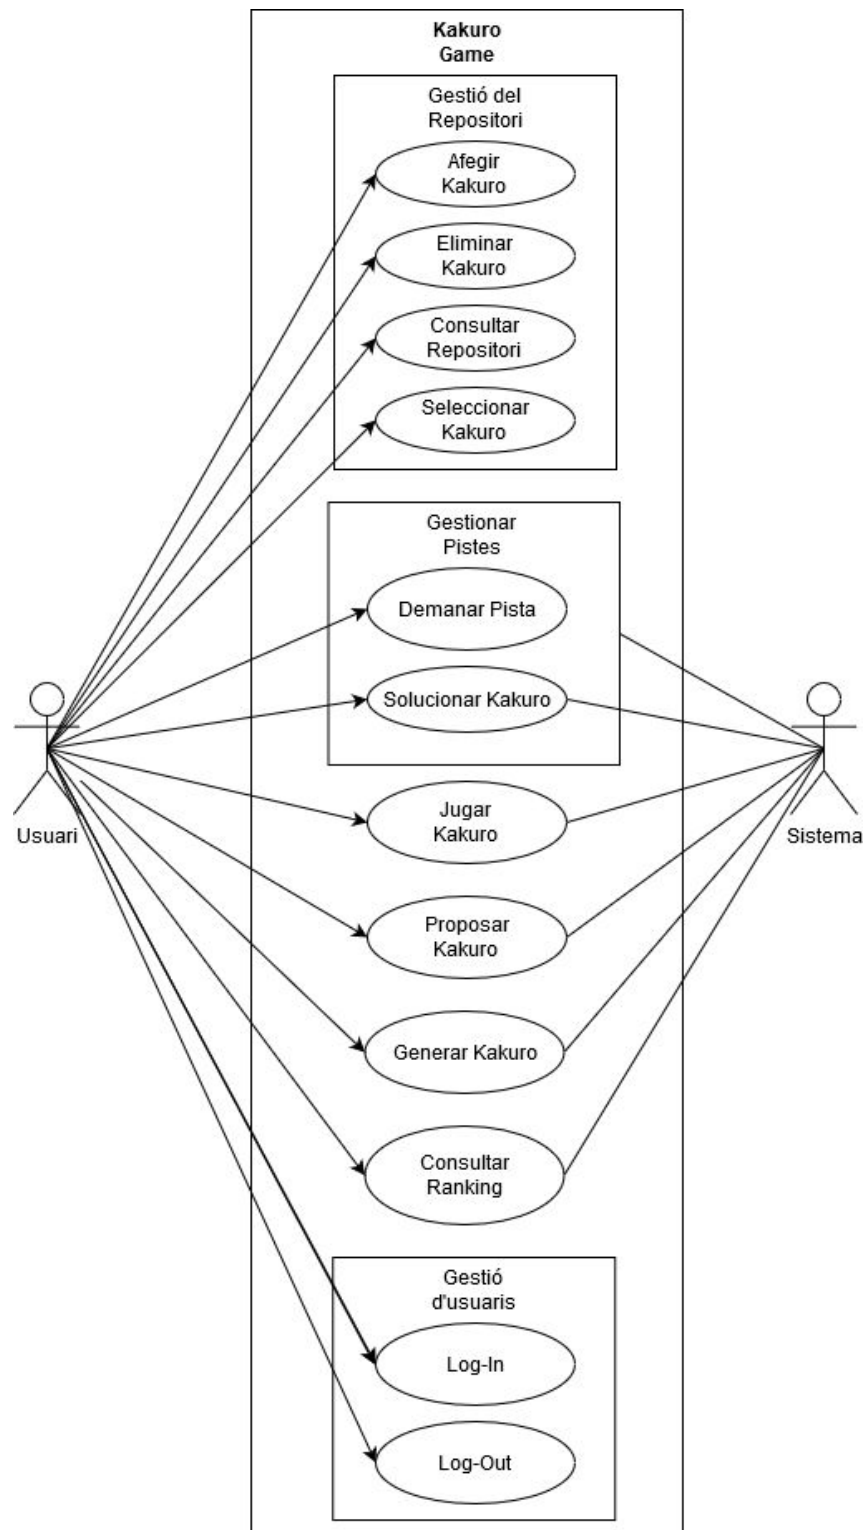 Kakuro
Game
Gestió del
Repositori
Afegir
Kakuro
Eliminar
Kakuro
Consultar
Repositori
Seleccionar
Kakuro
Gestionar
Pistes
Demanar Pista
Solucionar Kakuro
Usuari
Sistema
Jugar
Kakuro
Proposar
Kakuro
Generar Kakuro
Consultar
Ranking
Gestió
d'usuaris
Log-In
Log-Out